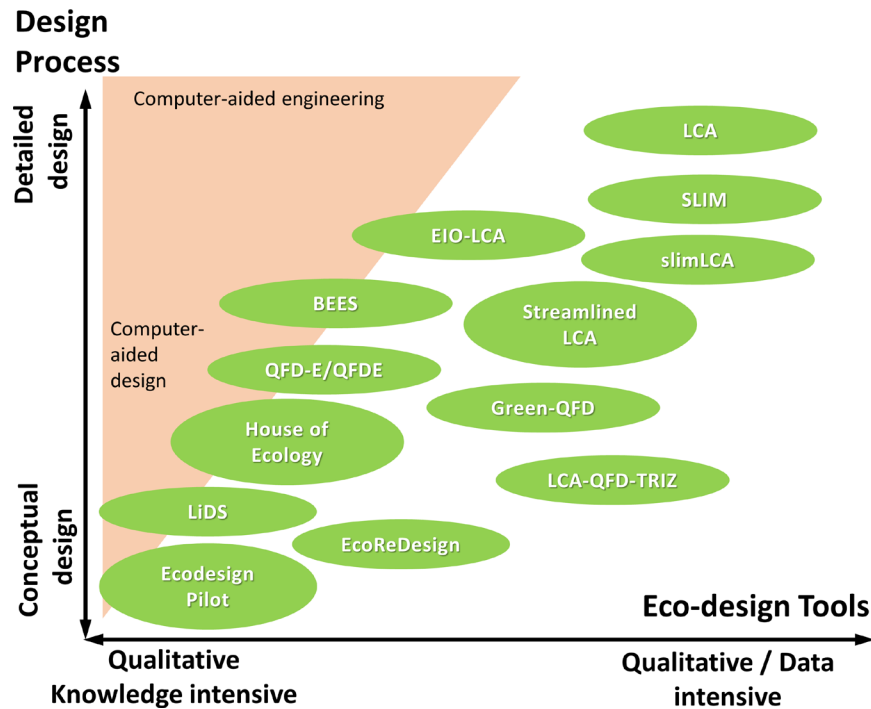 Design
Process
Detailed
design
Conceptual
design
Computer-aided engineering
Computer-
aided
design
LCA
SLIM
EIO-LCA
slimLCA
BEES
Streamlined
LCA
QFD-E/QFDE
Green-QFD
House of
Ecology
LCA-QFD-TRIZ
LiDS
EcoReDesign
Ecodesign
Pilot
Eco-design Tools
Qualitative
Knowledge intensive
Qualitative / Data
intensive